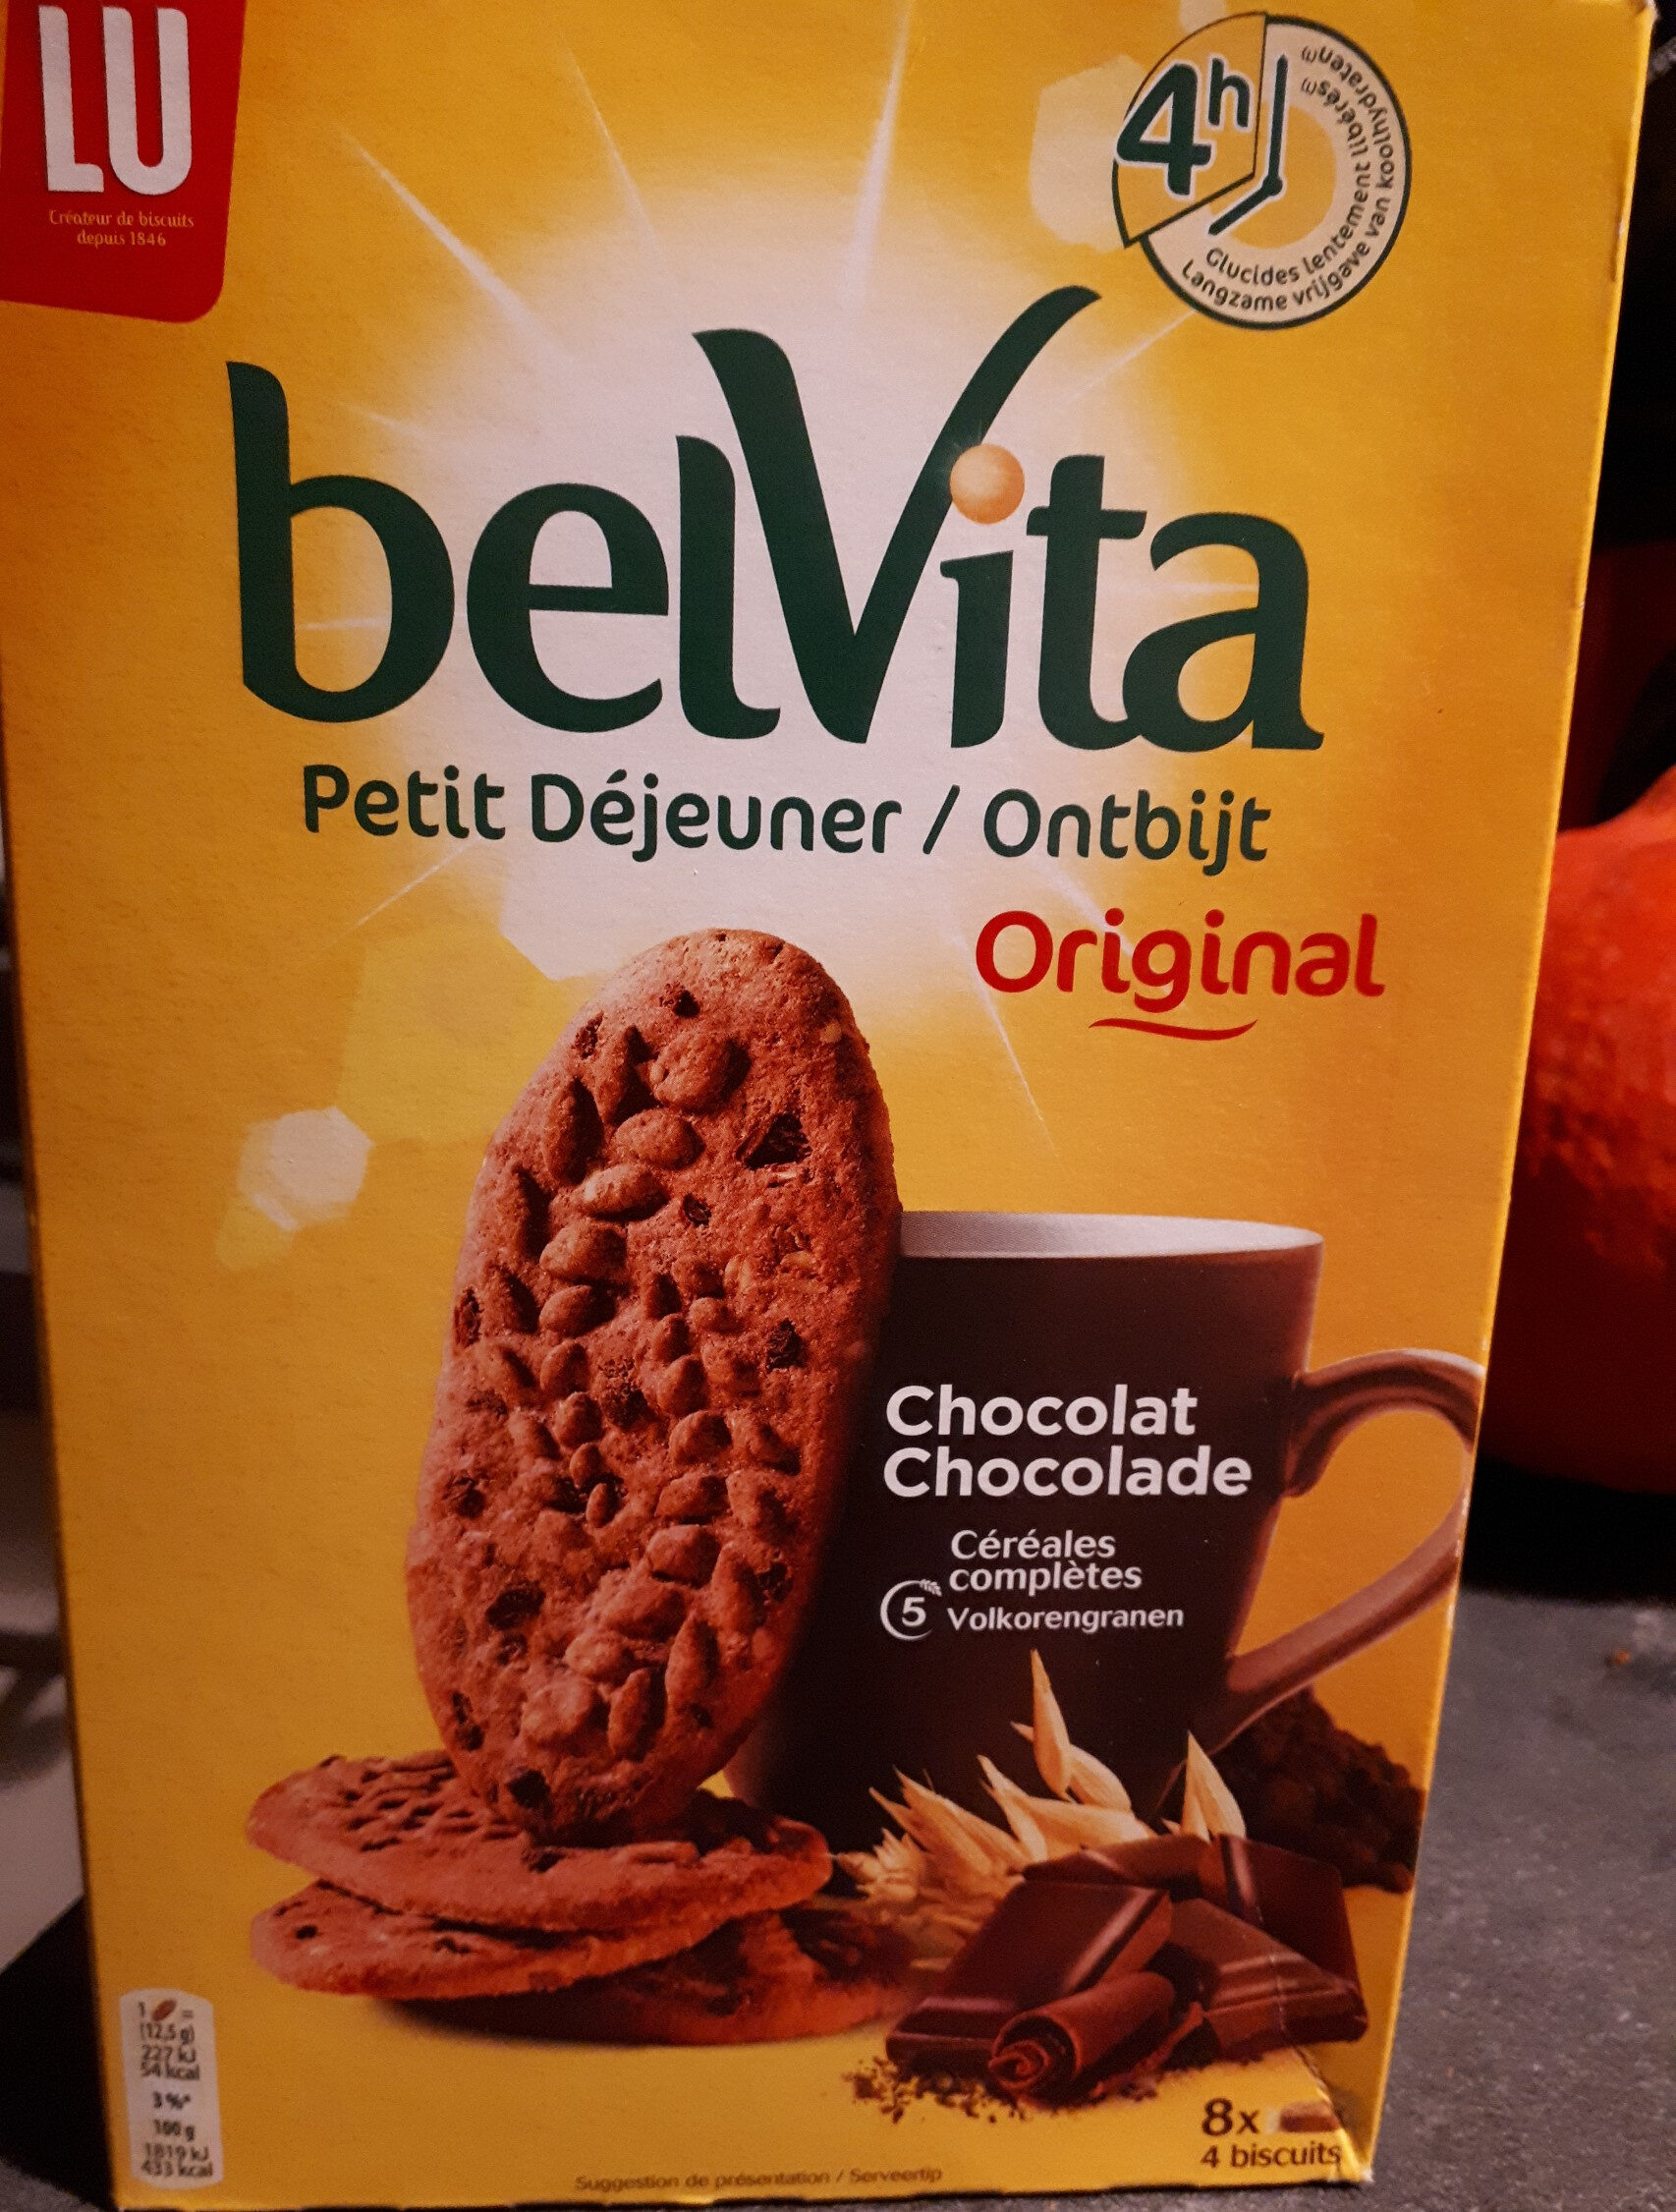 LU
Créateur de biscuits
depuis 1846
4h
Glucides lentement libérés(1)
Langzame vrijgave van koolhydraten(1)
belVita
Petit Déjeuner / Ontbijt
Original
Chocolat
Chocolade
Céréales
complètes
5 Volkorengranen
1 =
(12,5 g)
227 kJ
54 kcal
3 %*
100 g
1819 kJ
433 kcal
8x
4 biscuits
Suggestion de présentation / Serveertip